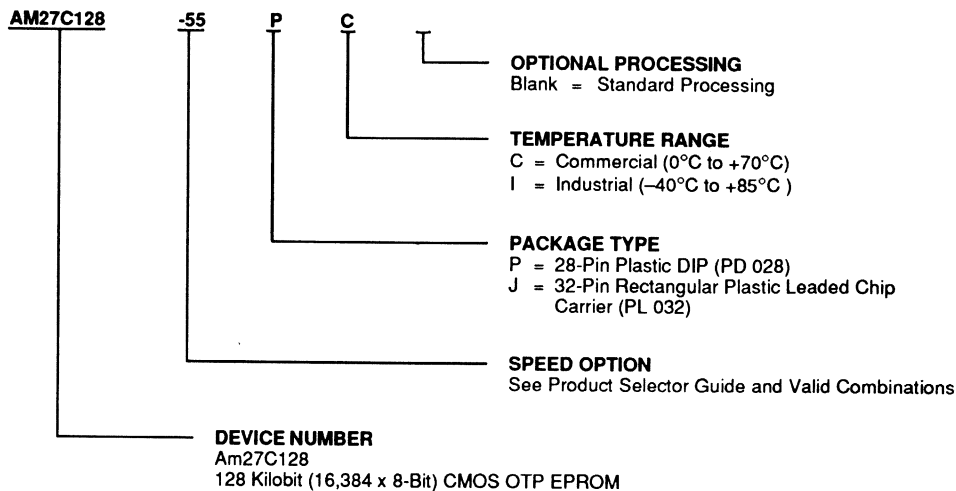 AM27C128 -55 P C
OPTIONAL PROCESSING
Blank = Standard Processing
TEMPERATURE RANGE
C = Commercial (0°C to +70°C)
I = Industrial (–40°C to +85°C )
PACKAGE TYPE
P = 28-Pin Plastic DIP (PD 028)
J = 32-Pin Rectangular Plastic Leaded Chip
Carrier (PL 032)
SPEED OPTION
See Product Selector Guide and Valid Combinations
DEVICE NUMBER
Am27C128
128 Kilobit (16,384 x 8-Bit) CMOS OTP EPROM